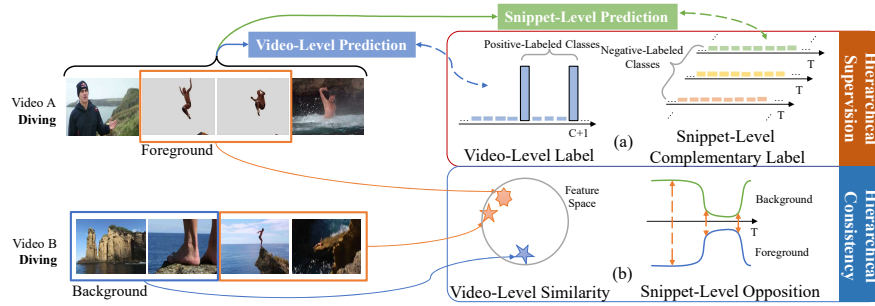 Snippet-Level Prediction
Video-Level Prediction
Positive-Labeled Classes
Negative-Labeled
Classes
T
T
T
C+1
Video-Level Label
(a)
Snippet-Level
Complementary Label
Hierarchical
Supervision
Video A
Diving
Foreground
Video B
Diving
Background
Feature
Space
Video-Level Similarity
(b)
Background
T
Foreground
Snippet-Level Opposition
Hierarchical
Consistency